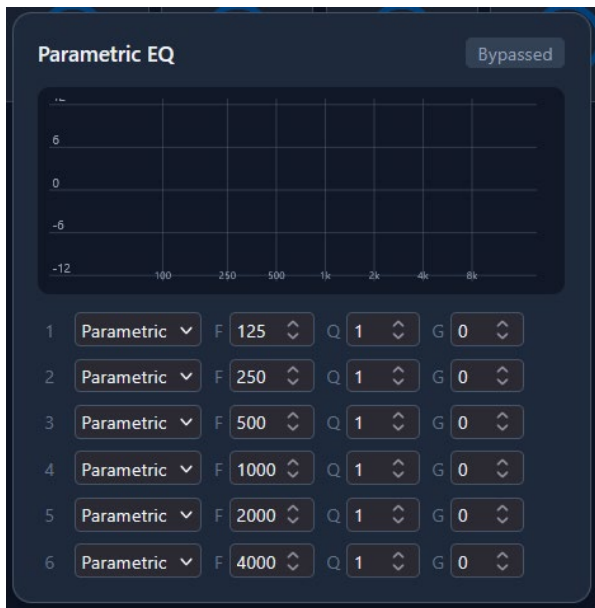 Parametric EQ
Bypassed
6
0
-6
-12
100 250 500 1k 2k 4k 8k
1 Parametric F 125 Q 1 G 0
2 Parametric F 250 Q 1 G 0
3 Parametric F 500 Q 1 G 0
4 Parametric F 1000 Q 1 G 0
5 Parametric F 2000 Q 1 G 0
6 Parametric F 4000 Q 1 G 0